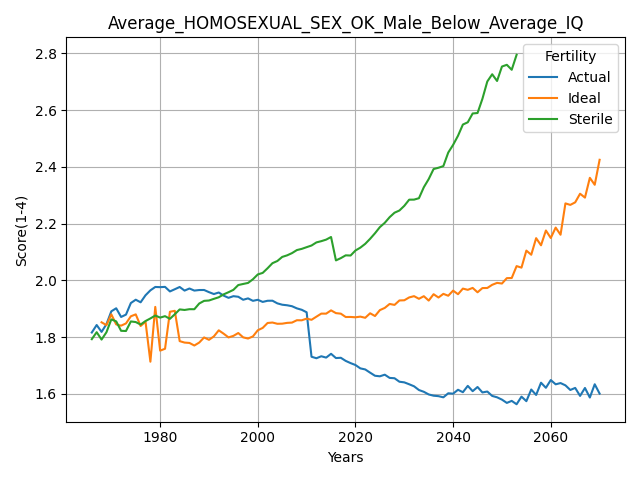 Average_HOMOSEXUAL_SEX_OK_Male_Below_Average_IQ
Score(1-4)
2.8
2.6
2.4
2.2
2.0
1.8
1.6
Fertility
Actual
Ideal
Sterile
1980
2000
2020
2040
2060
Years